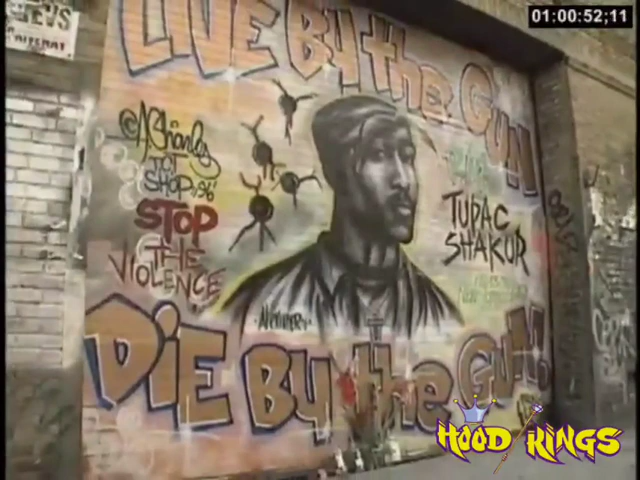 01:00:52;11
LIVE By the GUN
©A.Chianly
TOT
SHOP.96'
STOP
THE
VIOLENCE
TUPAC
SHAKUR
DiE By the GUN!
HOOD KINGS